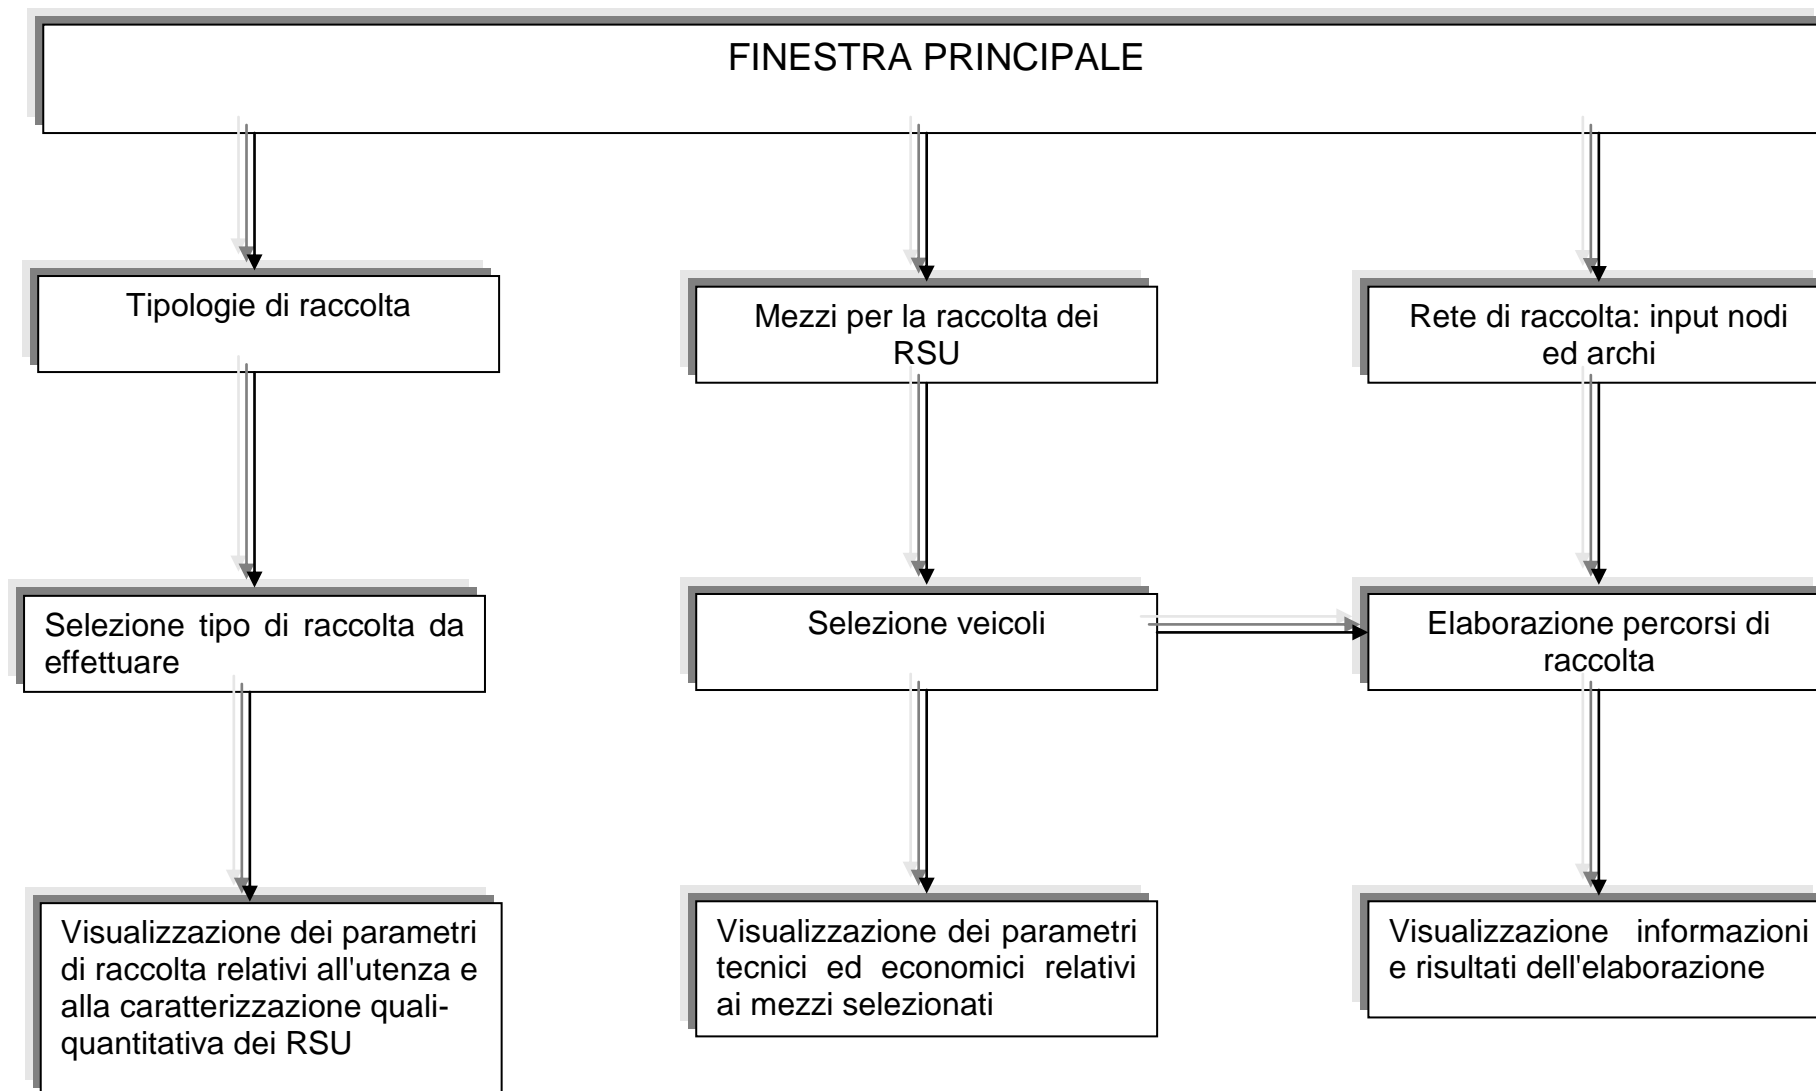 FINESTRA PRINCIPALE
Tipologie di raccolta
Mezzi per la raccolta dei
RSU
Rete di raccolta: input nodi
ed archi
Selezione tipo di raccolta da
effettuare
Selezione veicoli
Elaborazione percorsi di
raccolta
Visualizzazione dei parametri
di raccolta relativi all'utenza e
alla caratterizzazione quali-
quantitativa dei RSU
Visualizzazione dei parametri
tecnici ed economici relativi
ai mezzi selezionati
Visualizzazione informazioni
e risultati dell'elaborazione